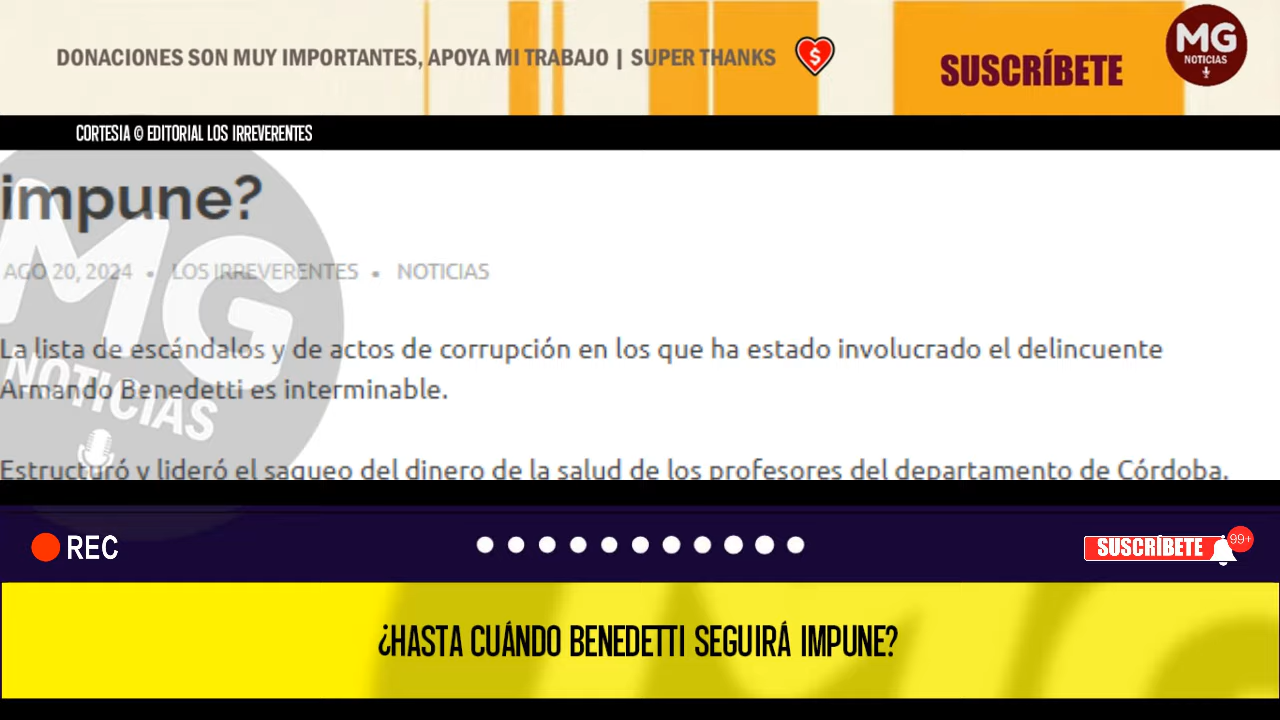 DONACIONES SON MUY IMPORTANTES, APOYA MI TRABAJO | SUPER THANKS
$
SUSCRÍBETE
MG
NOTICIAS
CORTESIA © EDITORIAL LOS IRREVERENTES
impune?
AGO 20, 2024 • LOS IRREVERENTES • NOTICIAS
La lista de escándalos y de actos de corrupción en los que ha estado involucrado el delincuente
Armando Benedetti es interminable.
Estructuró y lideró el saqueo del dinero de la salud de los profesores del departamento de Córdoba.
MG
NOTICIAS
REC
SUSCRÍBETE
99+
¿HASTA CUÁNDO BENEDETTI SEGUIRÁ IMPUNE?